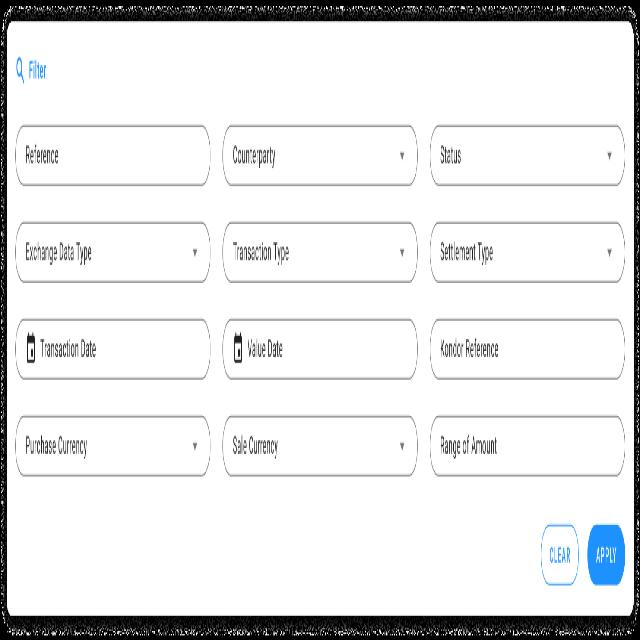 Filter
Reference
Counterparty
Status
Exchange Data Type
Transaction Type
Settlement Type
Transaction Date
Value Date
Kondor Reference
Purchase Currency
Sale Currency
Range of Amount
CLEAR
APPLY